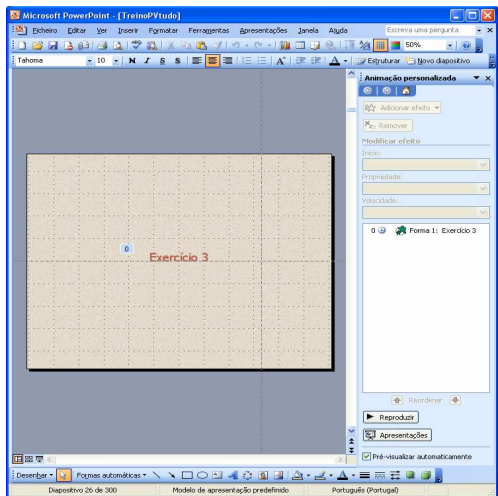 Microsoft PowerPoint - [TreinoPVtudo]
Ficheiro Editar Ver Inserir Formatar Ferramentas Apresentações Janela Ajuda Escreva uma pergunta
50%
Tahoma 10 N I S S Estruturar Novo diapositivo
Animação personalizada
Adicionar efeito
Remover
Modificar efeito
Início:
Propriedade:
Velocidade:
0 Forma 1: Exercício 3
0
Exercício 3
Reordenar
Reproduzir
Apresentações
Pré-visualizar automaticamente
Desenhar Formas automáticas
Diapositivo 26 de 300 Modelo de apresentação predefinido Português (Portugal)